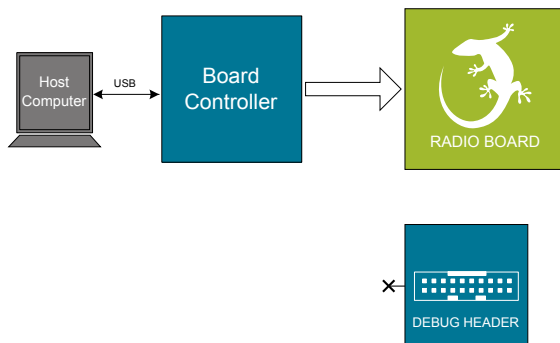 Host
Computer
USB
Board
Controller
RADIO BOARD
DEBUG HEADER